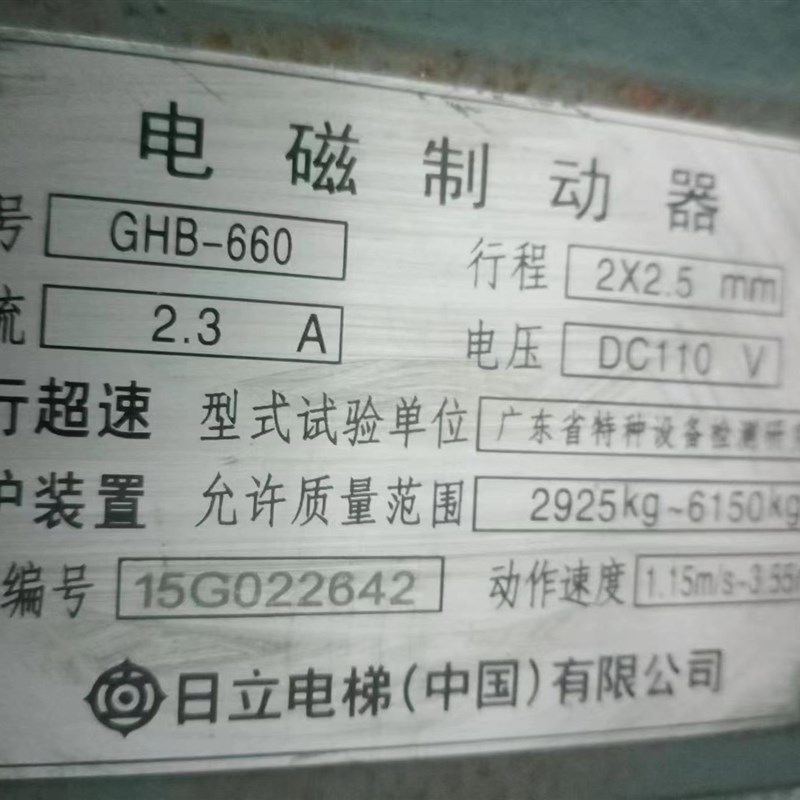 电磁制动器
号 GHB-660 行程 2X2.5 mm
流 2.3 A 电压 DC110 V
行超速 型式试验单位 广东省特种设备检测研
护装置 允许质量范围 2925kg~6150kg
编号 15G022642 动作速度 1.15m/s~3.55
日立电梯(中国)有限公司